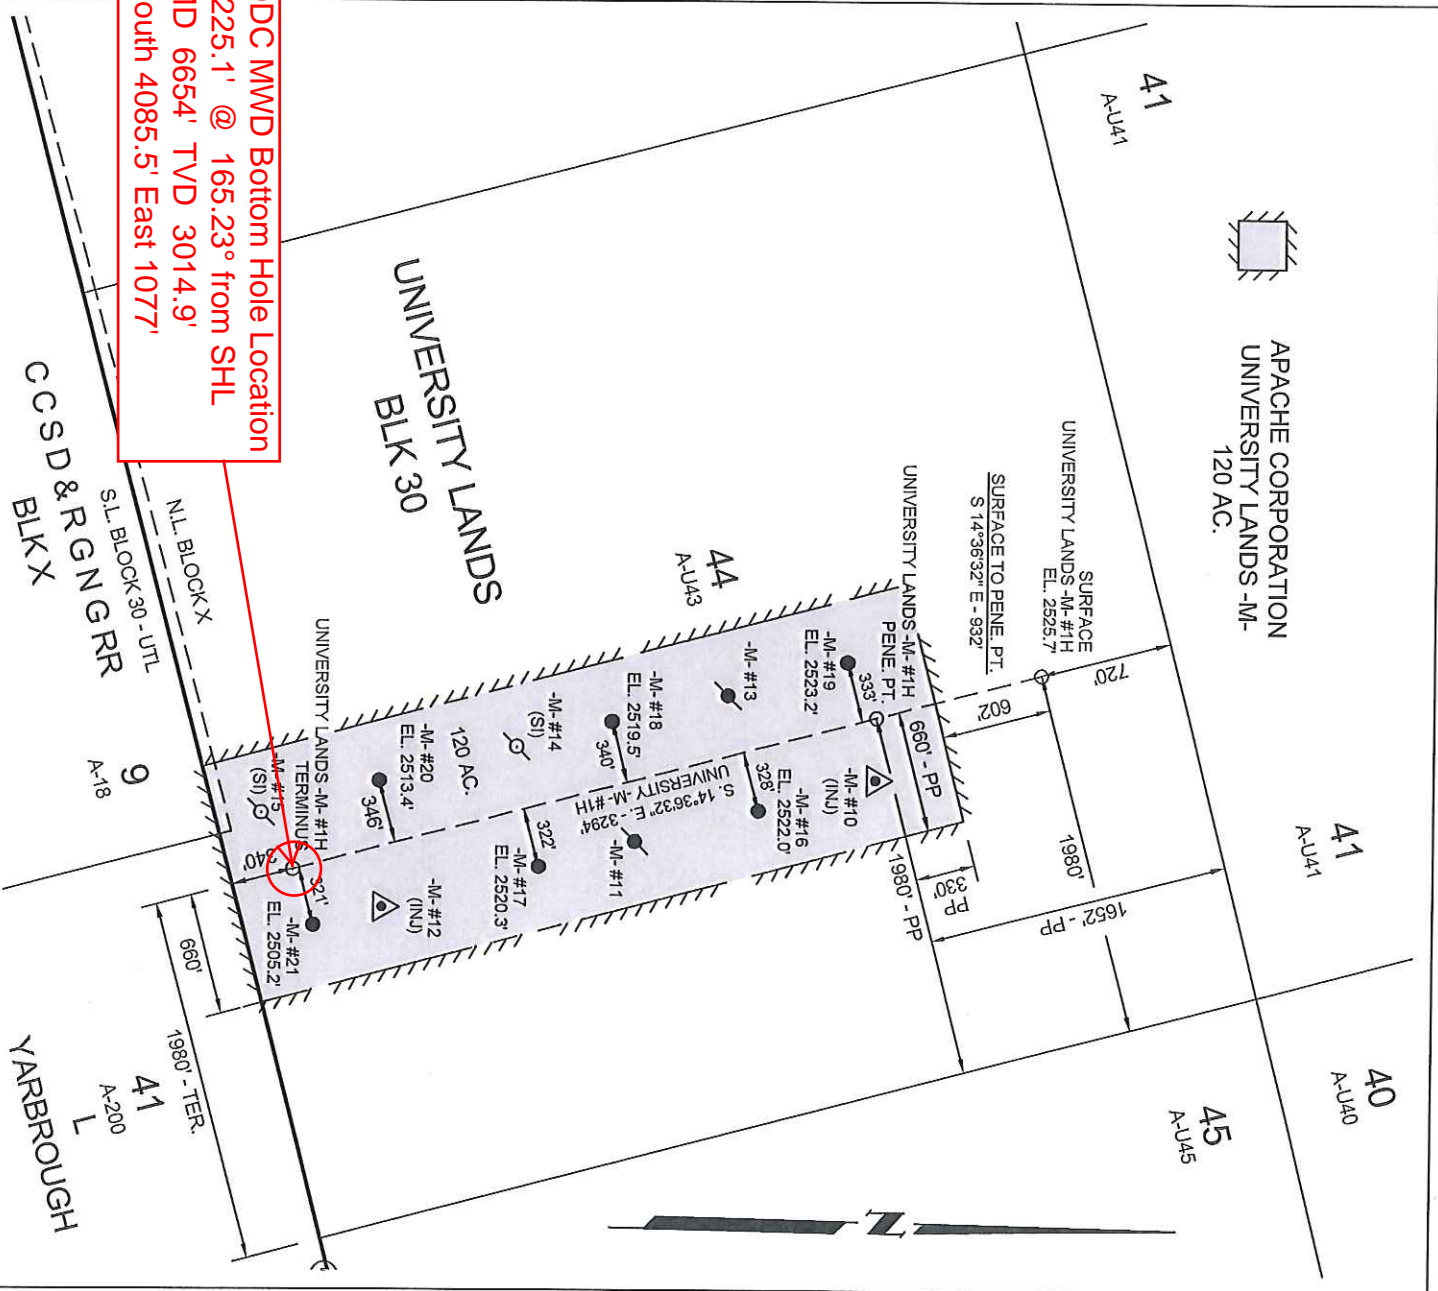 APACHE CORPORATION
UNIVERSITY LANDS -M-
120 AC.
41
A-U41
41
A-U41
40
A-U40
45
A-U45
SURFACE
UNIVERSITY LANDS -M- #1H
EL. 2525.7'
SURFACE TO PENE. PT.
S 14°36'32" E - 932'
720'
602'
1980'
1652' - PP
330'
PP
1980' - PP
660' - PP
UNIVERSITY LANDS -M- #1H
PENE. PT.
333'
-M- #19
EL. 2523.2'
-M- #10
(INJ)
-M- #13
-M- #16
EL. 2522.0'
328'
-M- #18
EL. 2519.5'
340'
UNIVERSITY -M- #1H
S. 14°36'32" E. - 3294'
-M- #11
-M- #14
(SI)
120 AC.
-M- #17
EL. 2520.3'
322'
-M- #20
EL. 2513.4'
346'
-M- #12
(INJ)
UNIVERSITY LANDS -M- #1H
TERMINUS
-M- #15
(SI)
340'
321'
-M- #21
EL. 2505.2'
660'
1980' - TER.
44
A-U43
UNIVERSITY LANDS
BLK 30
DDC MWD Bottom Hole Location
225.1' @ 165.23° from SHL
MD 6654' TVD 3014.9'
outh 4085.5' East 1077'
N.L. BLOCK X
S.L. BLOCK 30 - UTL
C C S D & R G N G RR
BLK X
9
A-18
41
A-200
L
YARBROUGH
N